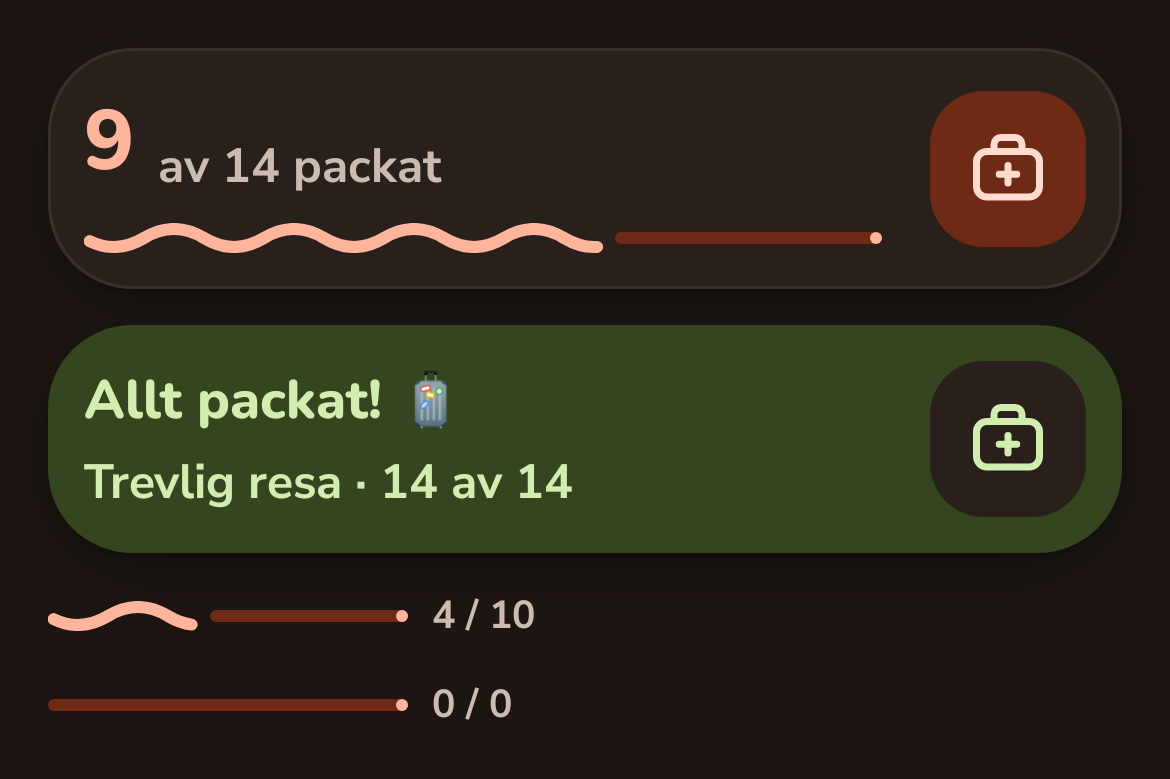 9 av 14 packat
Allt packat! 🧳
Trevlig resa · 14 av 14
4 / 10
0 / 0